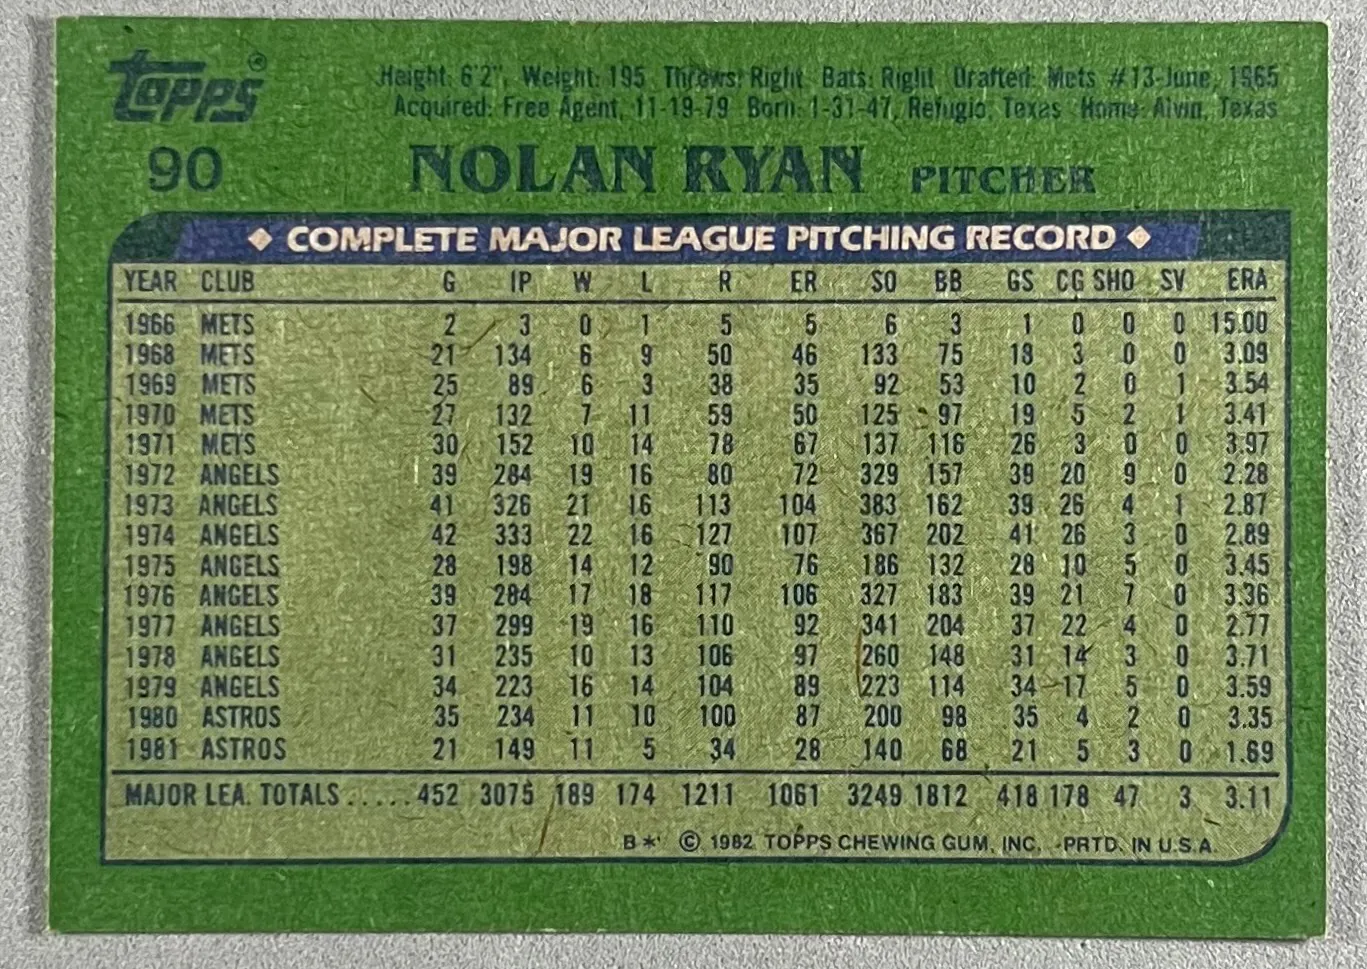 Topps®
Height: 6'2", Weight: 195 Throws: Right Bats: Right Drafted: Mets #13-June, 1965
Acquired: Free Agent, 11-19-79 Born: 1-31-47, Refugio, Texas Home: Alvin, Texas
90 NOLAN RYAN PITCHER
◆ COMPLETE MAJOR LEAGUE PITCHING RECORD ◆
YEAR CLUB G IP W L R ER SO BB GS CG SHO SV ERA
1966 METS 2 3 0 1 5 5 6 3 1 0 0 0 15.00
1968 METS 21 134 6 9 50 46 133 75 18 3 0 0 3.09
1969 METS 25 89 6 3 38 35 92 53 10 2 0 1 3.54
1970 METS 27 132 7 11 59 50 125 97 19 5 2 1 3.41
1971 METS 30 152 10 14 78 67 137 116 26 3 0 0 3.97
1972 ANGELS 39 284 19 16 80 72 329 157 39 20 9 0 2.28
1973 ANGELS 41 326 21 16 113 104 383 162 39 26 4 1 2.87
1974 ANGELS 42 333 22 16 127 107 367 202 41 26 3 0 2.89
1975 ANGELS 28 198 14 12 90 76 186 132 28 10 5 0 3.45
1976 ANGELS 39 284 17 18 117 106 327 183 39 21 7 0 3.36
1977 ANGELS 37 299 19 16 110 92 341 204 37 22 4 0 2.77
1978 ANGELS 31 235 10 13 106 97 260 148 31 14 3 0 3.71
1979 ANGELS 34 223 16 14 104 89 223 114 34 17 5 0 3.59
1980 ASTROS 35 234 11 10 100 87 200 98 35 4 2 0 3.35
1981 ASTROS 21 149 11 5 34 28 140 68 21 5 3 0 1.69
MAJOR LEA. TOTALS.....452 3075 189 174 1211 1061 3249 1812 418 178 47 3 3.11
B*' © 1982 TOPPS CHEWING GUM, INC. -PRTD. IN U.S.A.